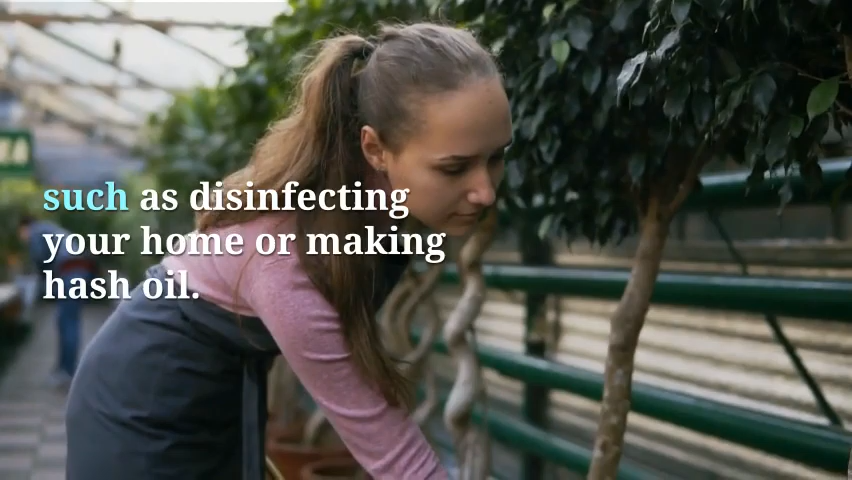 such as disinfecting
your home or making
hash oil.